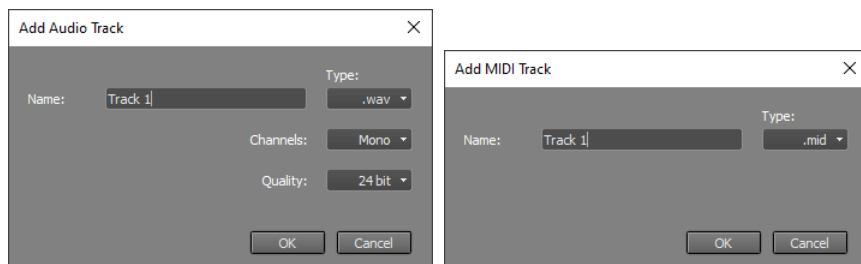 Add Audio Track
Type:
Name: Track 1 .wav
Channels: Mono
Quality: 24 bit
OK Cancel
Add MIDI Track
Type:
Name: Track 1 .mid
OK Cancel